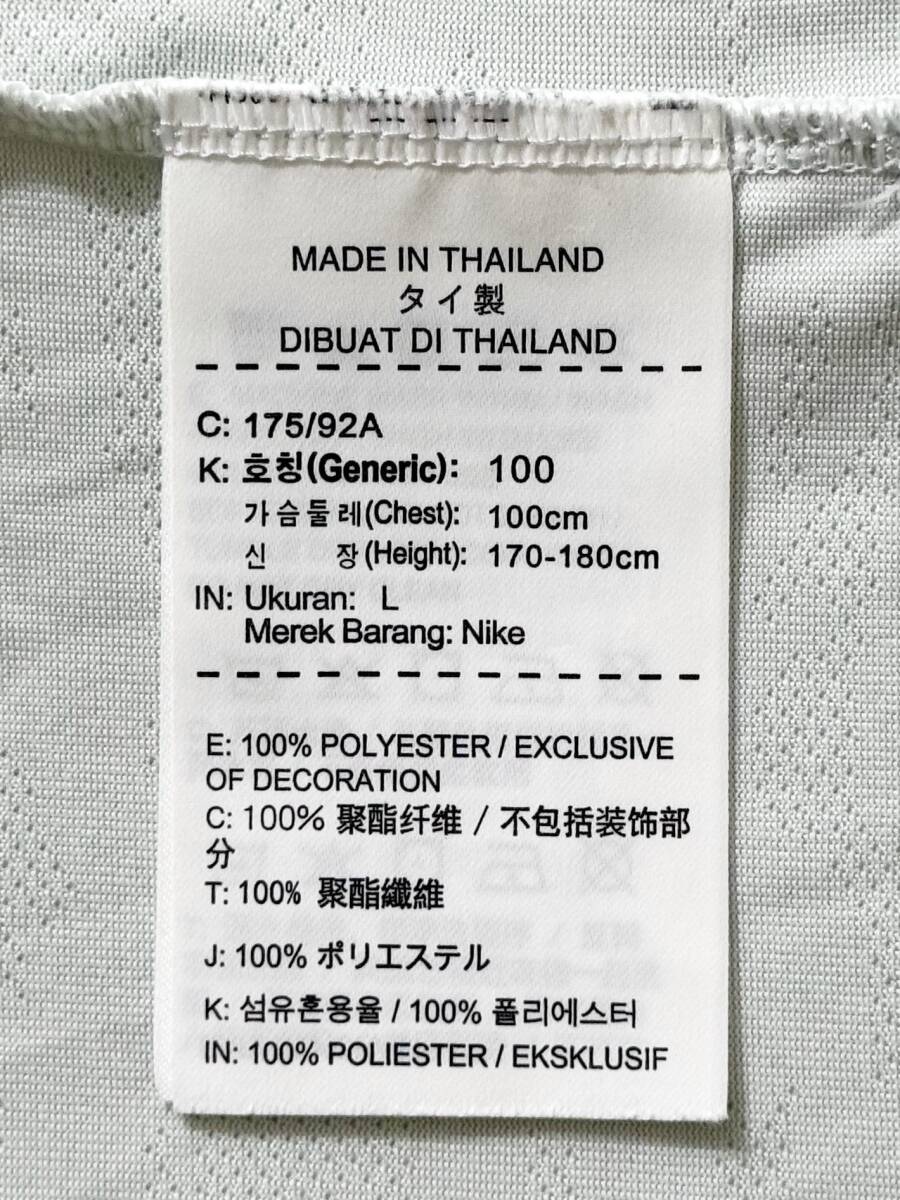 MADE IN THAILAND
タイ製
DIBUAT DI THAILAND
C: 175/92A
K: 호칭(Generic): 100
가슴둘레(Chest): 100cm
신 장(Height): 170-180cm
IN: Ukuran: L
Merek Barang: Nike
E: 100% POLYESTER / EXCLUSIVE
OF DECORATION
C: 100% 聚酯纤维 / 不包括装饰部
分
T: 100% 聚酯纖維
J: 100% ポリエステル
K: 섬유혼용율 / 100% 폴리에스터
IN: 100% POLIESTER / EKSKLUSIF